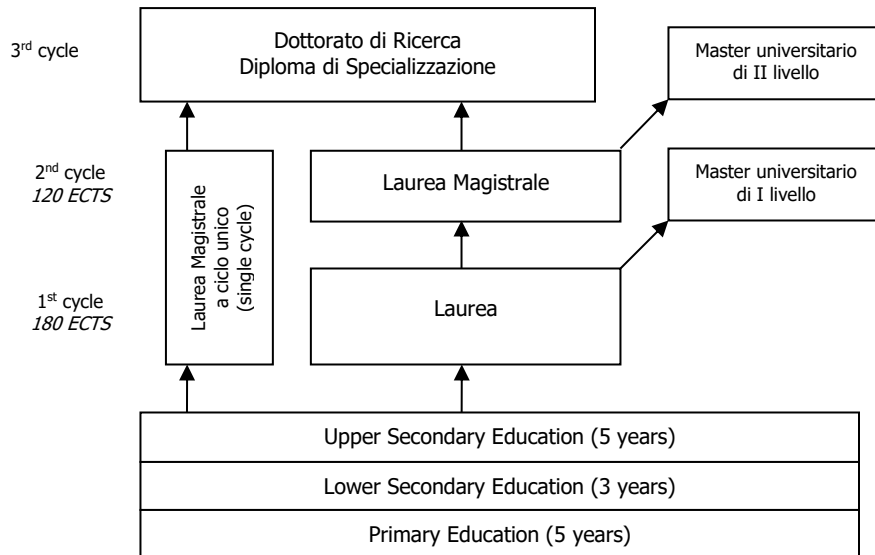 3rd cycle
Dottorato di Ricerca
Diploma di Specializzazione
Master universitario
di II livello
2nd cycle
120 ECTS
Laurea Magistrale
a ciclo unico
(single cycle)
Laurea Magistrale
Master universitario
di I livello
1st cycle
180 ECTS
Laurea
Upper Secondary Education (5 years)
Lower Secondary Education (3 years)
Primary Education (5 years)